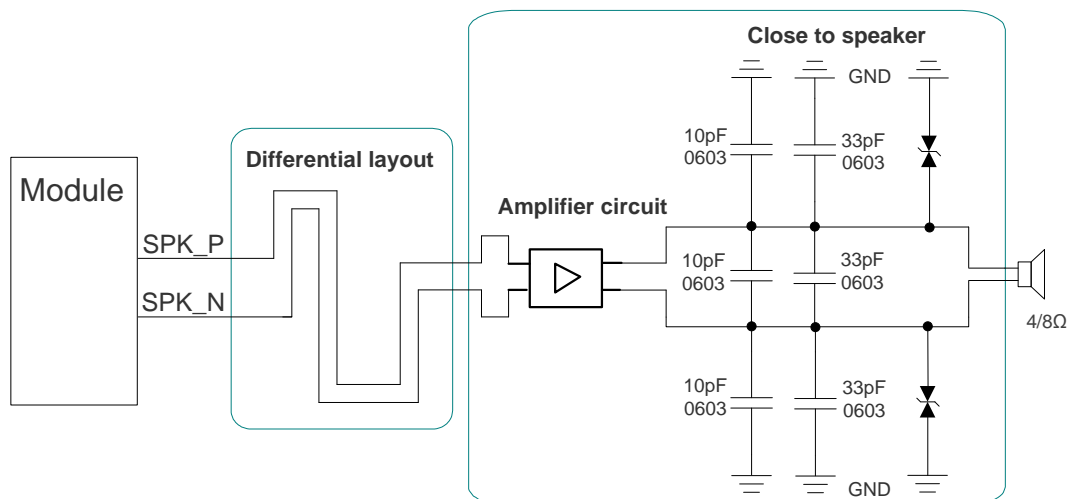 Close to speaker
GND
10pF
0603
33pF
0603
Differential layout
Module
Amplifier circuit
SPK_P
10pF
0603
33pF
0603
SPK_N
4/8Ω
10pF
0603
33pF
0603
GND